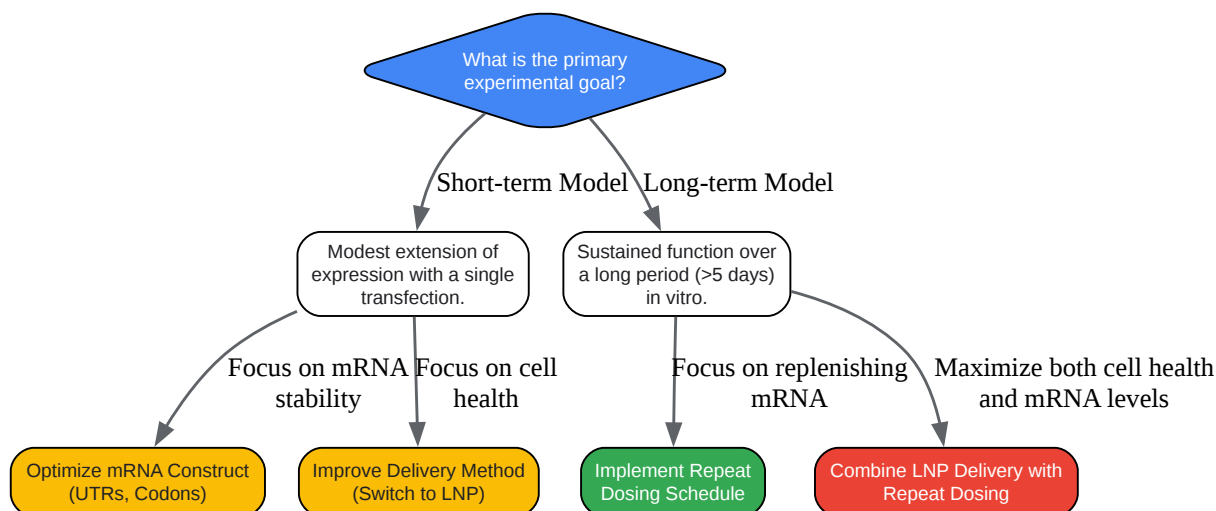 What is the primary
experimental goal?
Short-term Model
Long-term Model
Modest extension of
expression with a single
transfection.
Sustained function over
a long period (>5 days)
in vitro.
Focus on mRNA
stability
Focus on cell
health
Focus on replenishing
mRNA
Maximize both cell health
and mRNA levels
Optimize mRNA Construct
(UTRs, Codons)
Improve Delivery Method
(Switch to LNP)
Implement Repeat
Dosing Schedule
Combine LNP Delivery with
Repeat Dosing